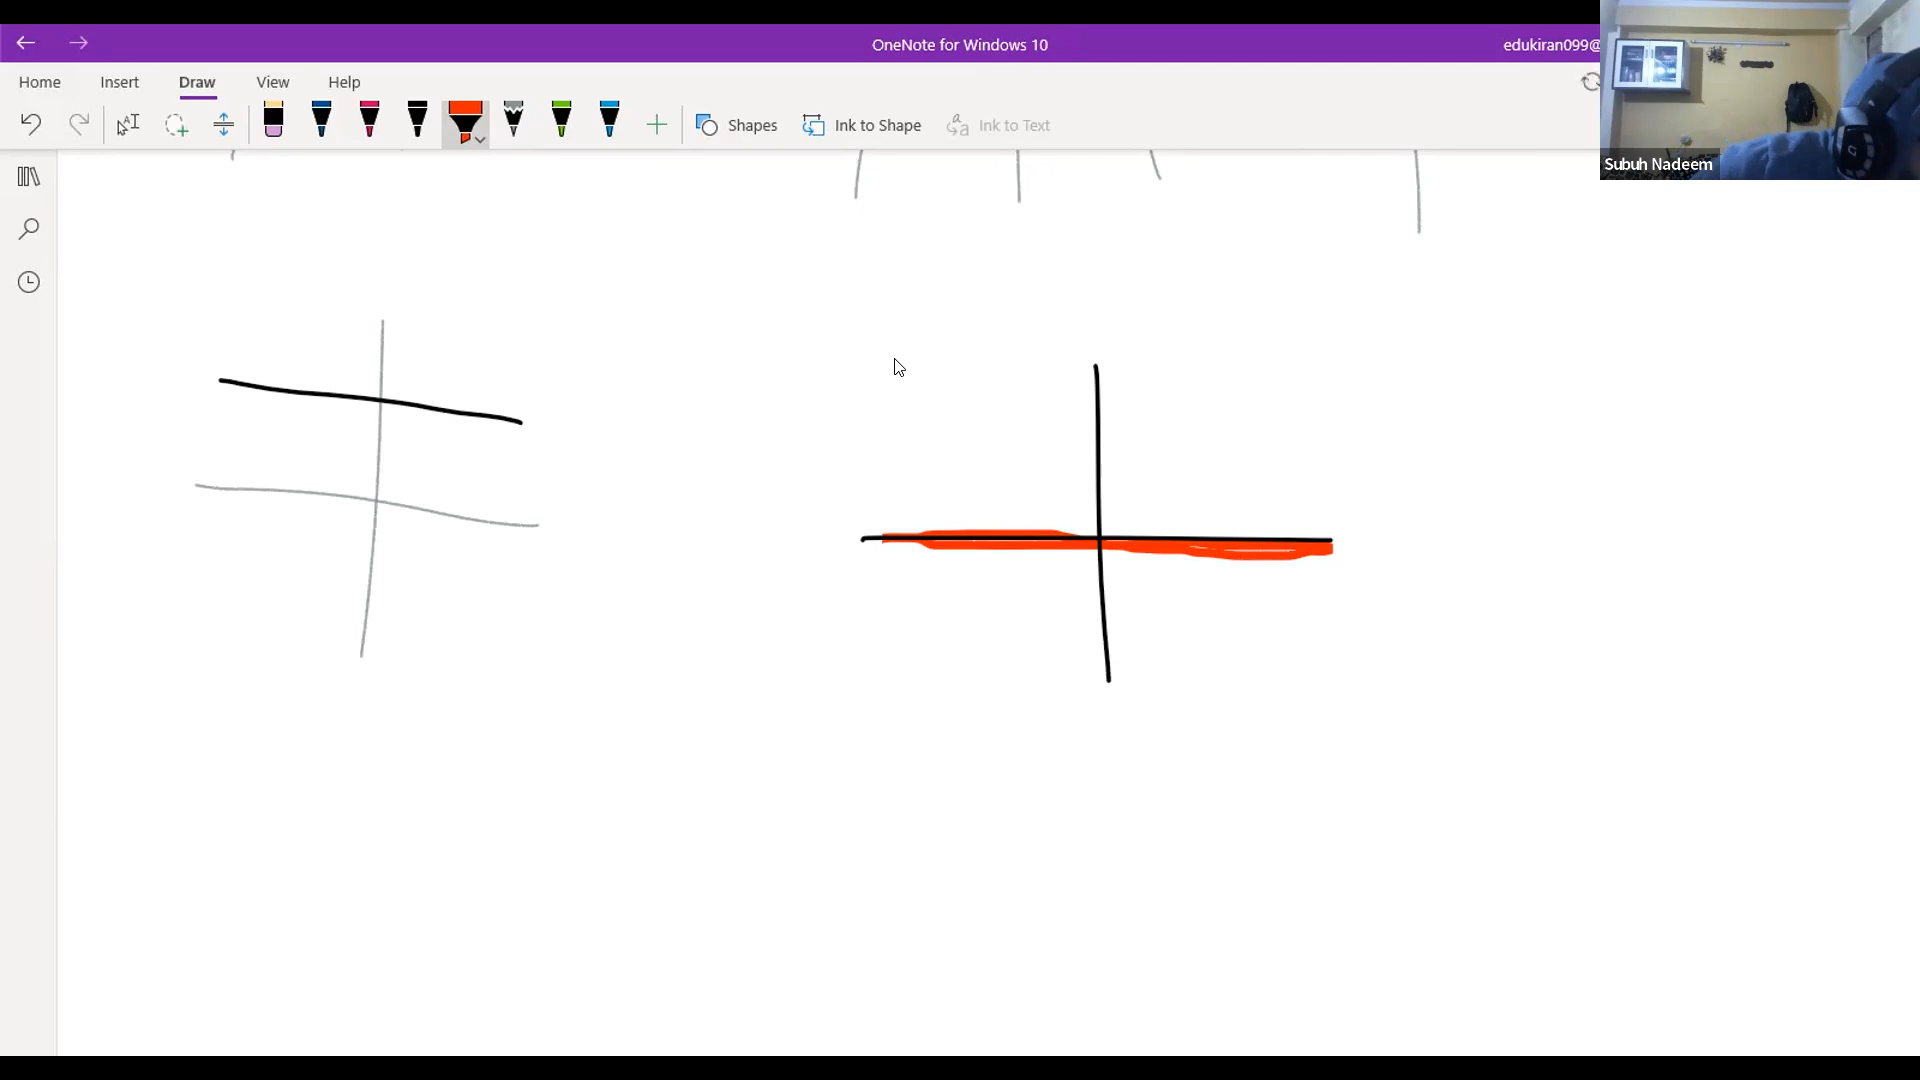 OneNote for Windows 10
edukiran099@
Home Insert Draw View Help
Shapes Ink to Shape Ink to Text
Subuh Nadeem